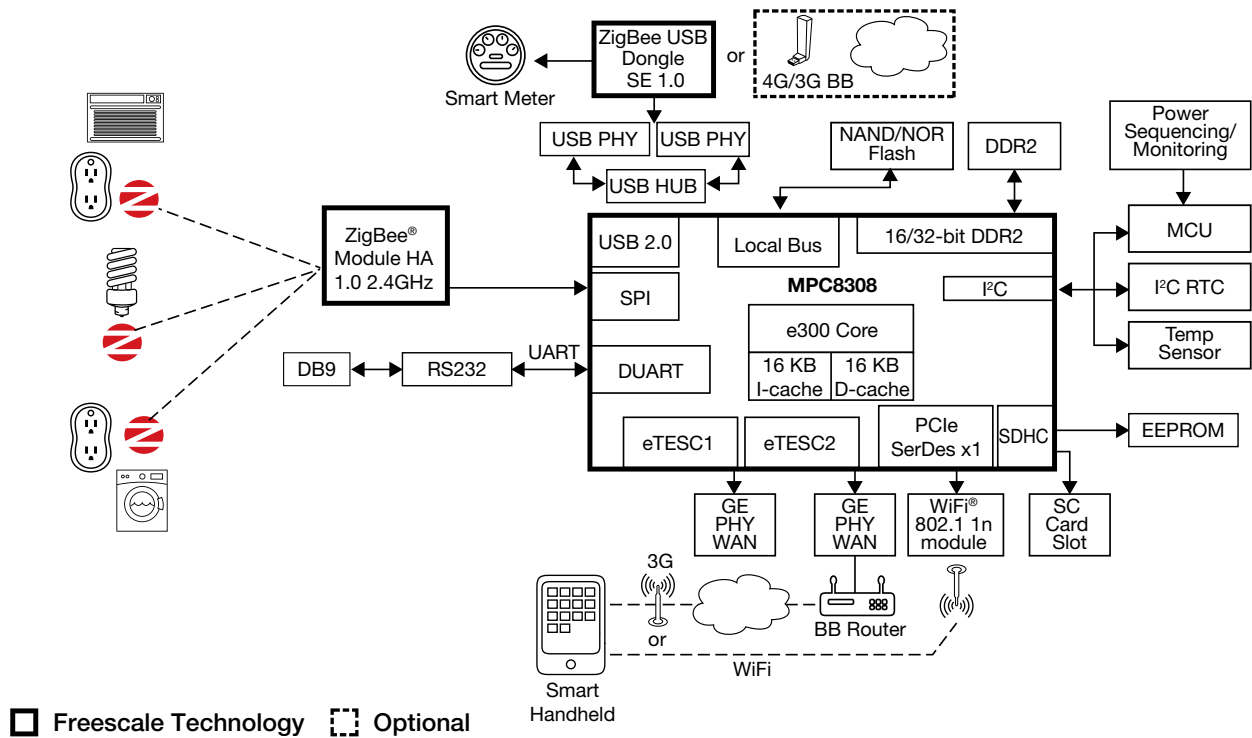 ZigBee USB
Dongle
SE 1.0
or
4G/3G BB
Smart Meter
USB PHY
USB PHY
USB HUB
NAND/NOR
Flash
DDR2
Power
Sequencing/
Monitoring
ZigBee®
Module HA
1.0 2.4GHz
USB 2.0
Local Bus
16/32-bit DDR2
MCU
SPI
MPC8308
I²C
I²C RTC
e300 Core
Temp
Sensor
DB9
RS232
UART
DUART
16 KB
I-cache
16 KB
D-cache
eTESC1
eTESC2
PCIe
SerDes x1
SDHC
EEPROM
GE
PHY
WAN
GE
PHY
WAN
WiFi®
802.1 1n
module
SC
Card
Slot
3G
or
BB Router
WiFi
Smart
Handheld
Freescale Technology
Optional